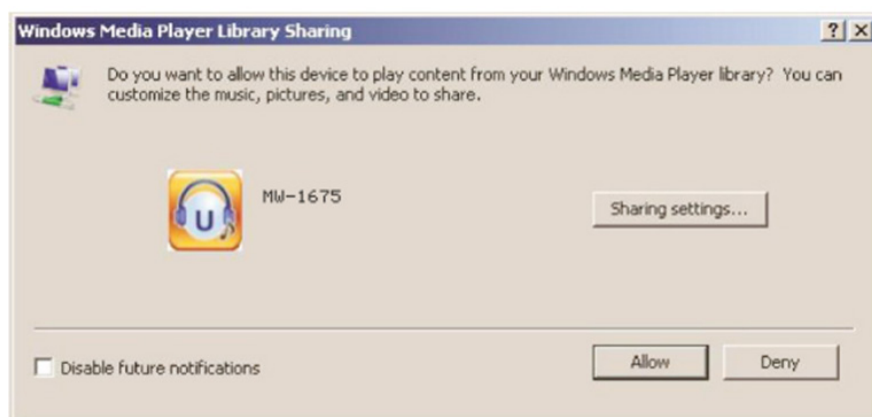 Windows Media Player Library Sharing
Do you want to allow this device to play content from your Windows Media Player library? You can
customize the music, pictures, and video to share.
MW-1675
U
Sharing settings...
Disable future notifications
Allow
Deny